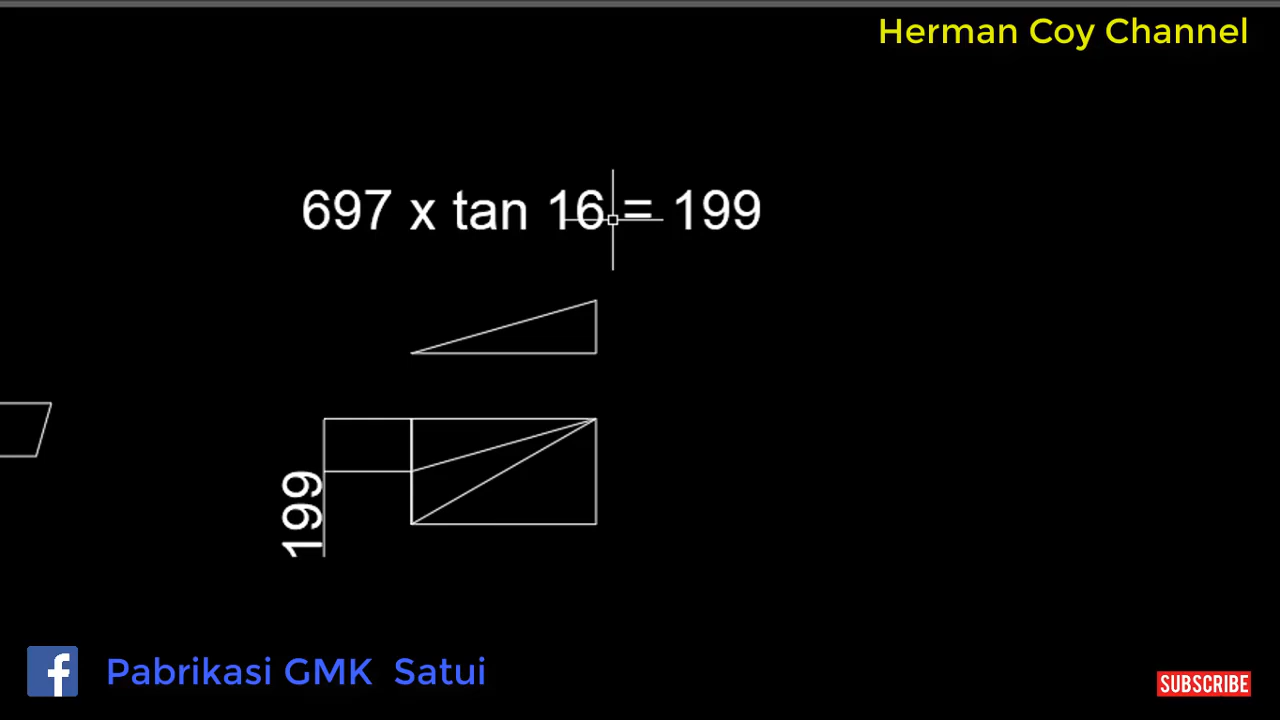 Herman Coy Channel
697 x tan 16 = 199
199
Pabrikasi GMK Satui
SUBSCRIBE